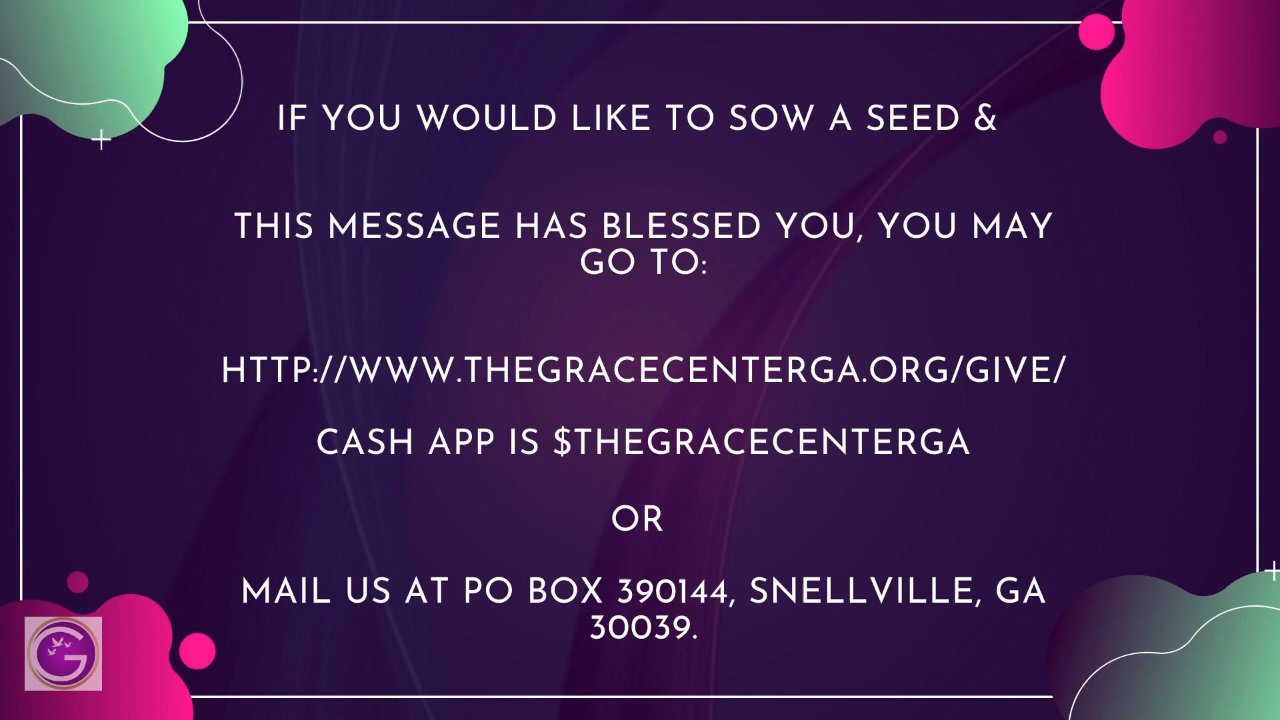 IF YOU WOULD LIKE TO SOW A SEED &
THIS MESSAGE HAS BLESSED YOU, YOU MAY
GO TO:
HTTP://WWW.THEGRACECENTERGA.ORG/GIVE/
CASH APP IS $THEGRACECENTERGA
OR
MAIL US AT PO BOX 390144, SNELLVILLE, GA
30039.
G